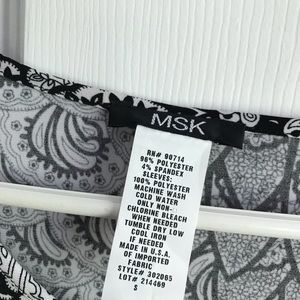 MSK
RN# 90714
96% POLYESTER
4% SPANDEX
SLEEVES:
100% POLYESTER
MACHINE WASH
COLD WATER
ONLY NON-
CHLORINE BLEACH
WHEN NEEDED
TUMBLE DRY LOW
COOL IRON
IF NEEDED
MADE IN U.S.A.
OF IMPORTED
FABRIC
STYLE# 302065
LOT # 214469
S